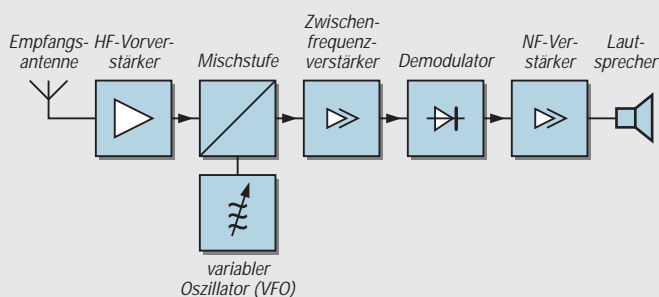 Empfangs-
antenne
HF-Vorver-
stärker
Mischstufe
Zwischen-
frequenz-
verstärker
Demodulator
NF-Ver-
stärker
Laut-
sprecher
variabler
Oszillator (VFO)